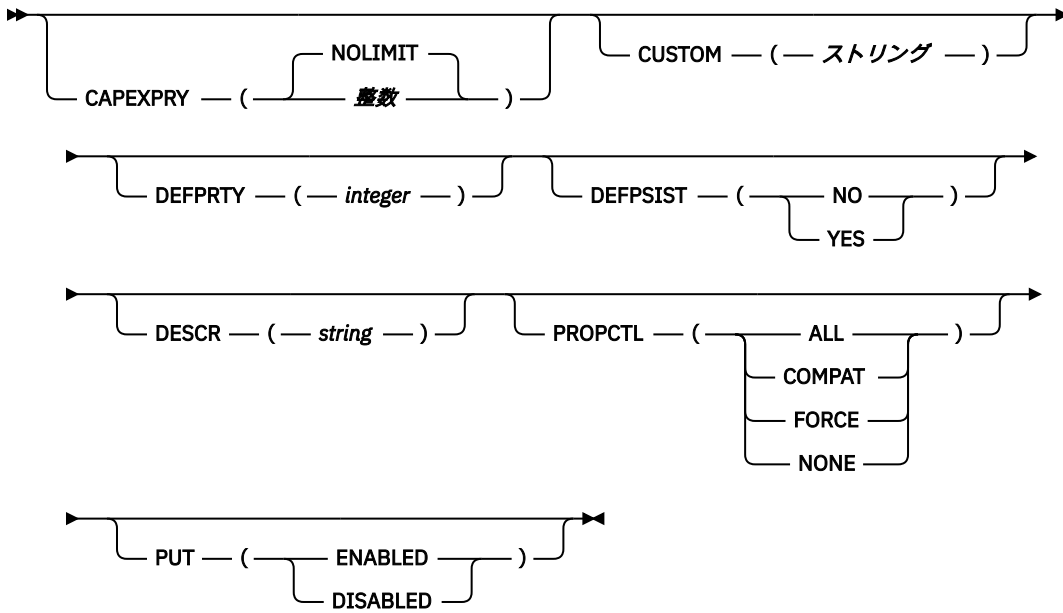 NOLIMIT
CAPEXPRY ( 整数 )
CUSTOM ( ストリング )
DEFPRTY ( integer )
DEFPSIST ( NO )
YES
DESCR ( string )
PROPCTL ( ALL )
COMPAT
FORCE
NONE
PUT ( ENABLED )
DISABLED